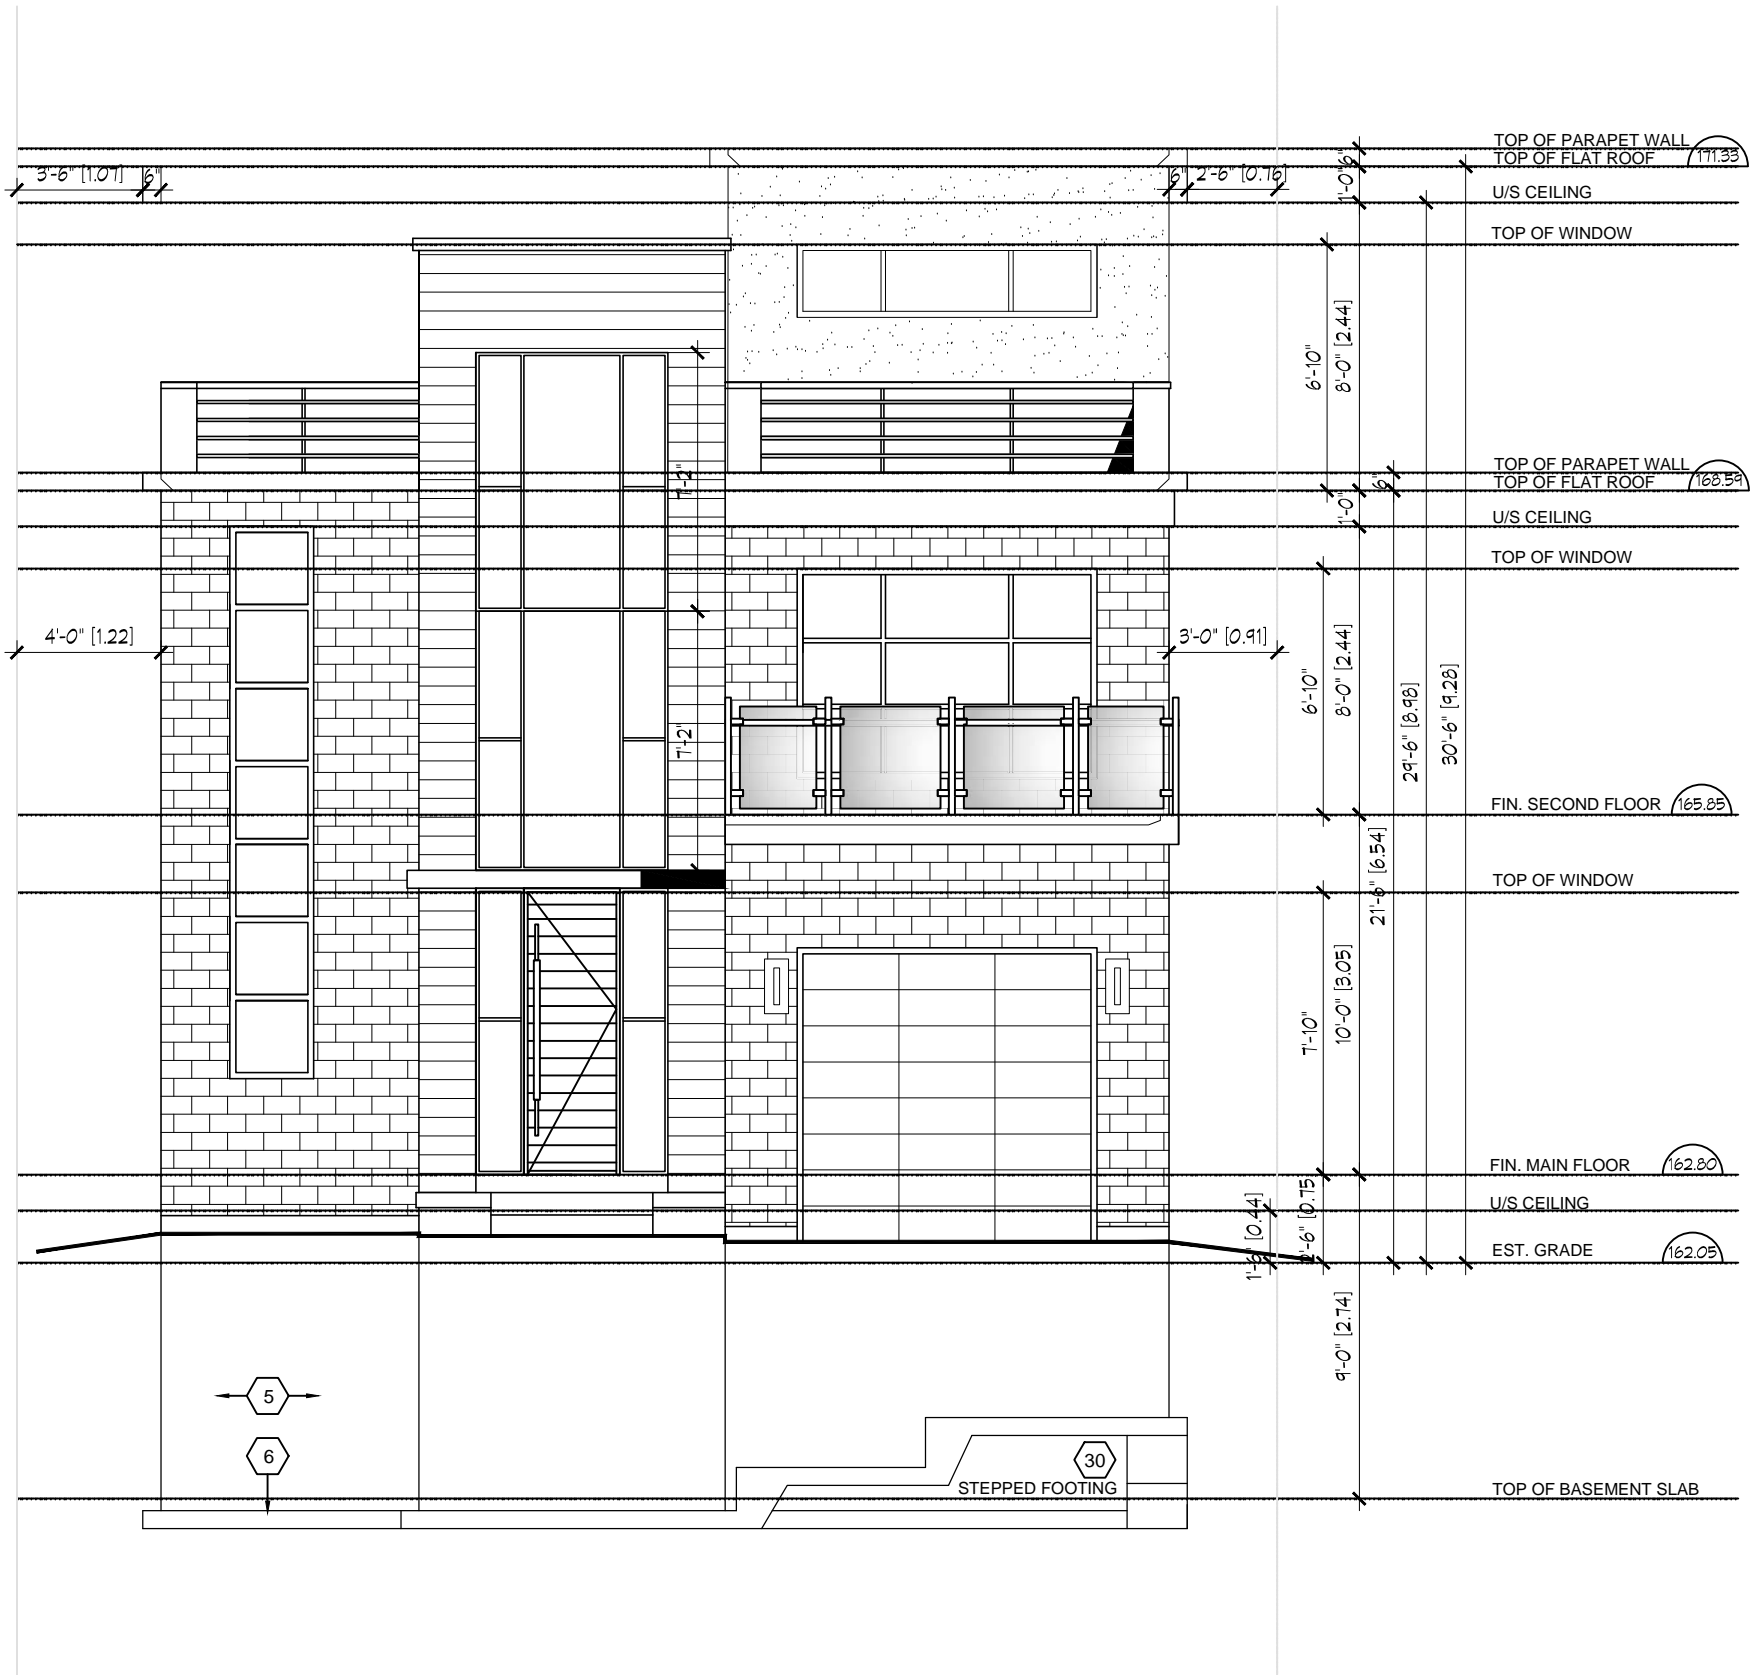 TOP OF PARAPET WALL
TOP OF FLAT ROOF
171.33
3'-6" [1.07]
6"
6"
2'-6" [0.76]
6"
1'-0"
U/S CEILING
TOP OF WINDOW
6'-10"
8'-0" [2.44]
7'-2"
TOP OF PARAPET WALL
TOP OF FLAT ROOF
168.59
6"
1'-0"
U/S CEILING
TOP OF WINDOW
4'-0" [1.22]
3'-0" [0.91]
6'-10"
8'-0" [2.44]
29'-6" [8.98]
30'-6" [9.28]
7'-2"
FIN. SECOND FLOOR
165.85
21'-6" [6.54]
TOP OF WINDOW
7'-10"
10'-0" [3.05]
FIN. MAIN FLOOR
162.80
U/S CEILING
1'-5" [0.44]
2'-6" [0.75]
EST. GRADE
162.05
9'-0" [2.74]
5
6
30
STEPPED FOOTING
TOP OF BASEMENT SLAB